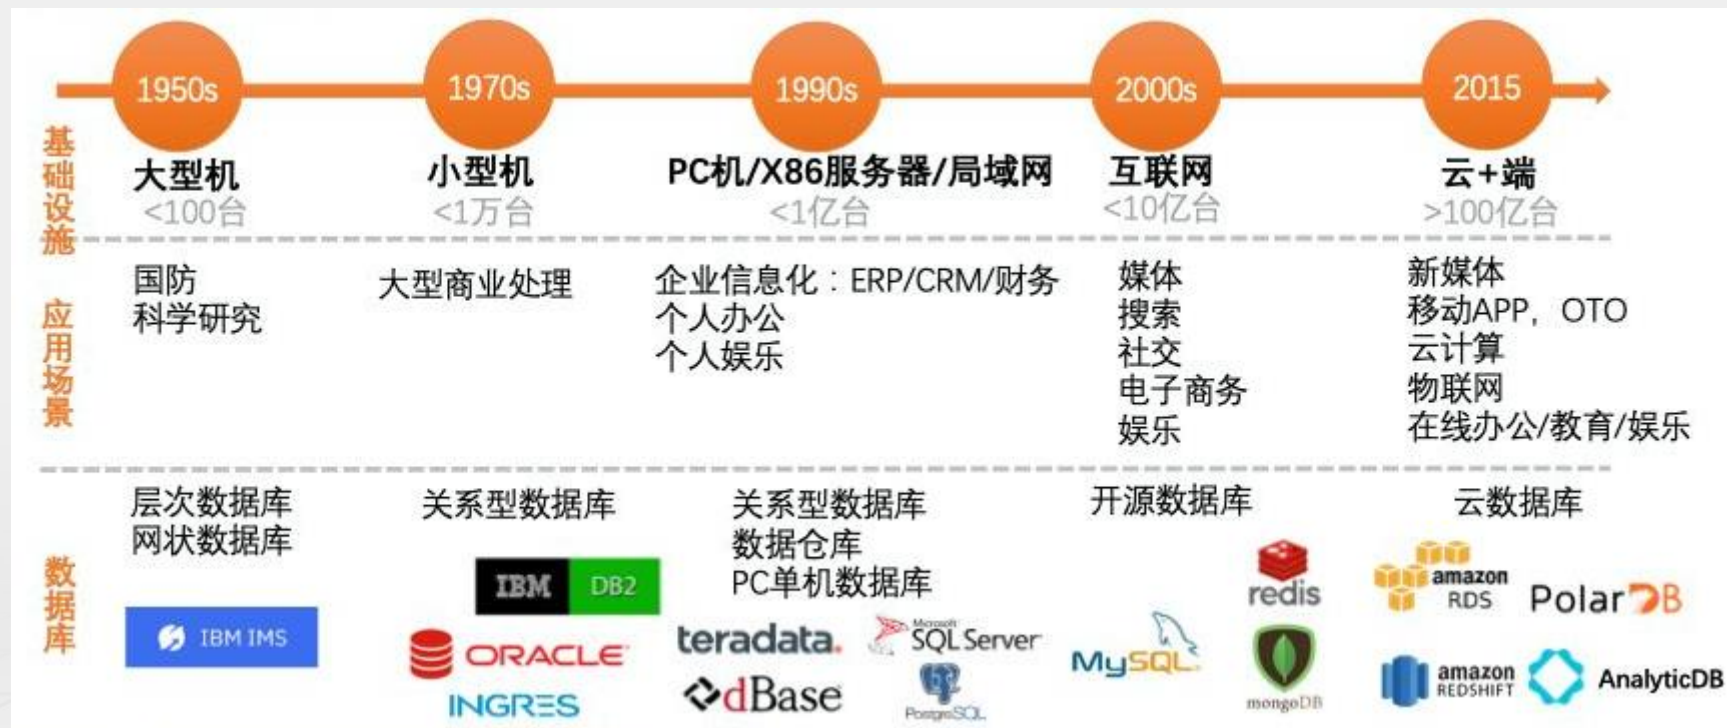 1950s
1970s
1990s
2000s
2015
基础设施
大型机
<100台
小型机
<1万台
PC机/X86服务器/局域网
<1亿台
互联网
<10亿台
云+端
>100亿台
应用场景
国防
科学研究
大型商业处理
企业信息化：ERP/CRM/财务
个人办公
个人娱乐
媒体
搜索
社交
电子商务
娱乐
新媒体
移动APP，OTO
云计算
物联网
在线办公/教育/娱乐
数据库
层次数据库
网状数据库
IBM IMS
关系型数据库
IBM DB2
ORACLE
INGRES
关系型数据库
数据仓库
PC单机数据库
teradata.
Microsoft
SQL Server
dBase
PostgreSQL
开源数据库
redis
MySQL
mongoDB
云数据库
amazon
RDS
PolarDB
amazon
REDSHIFT
AnalyticDB